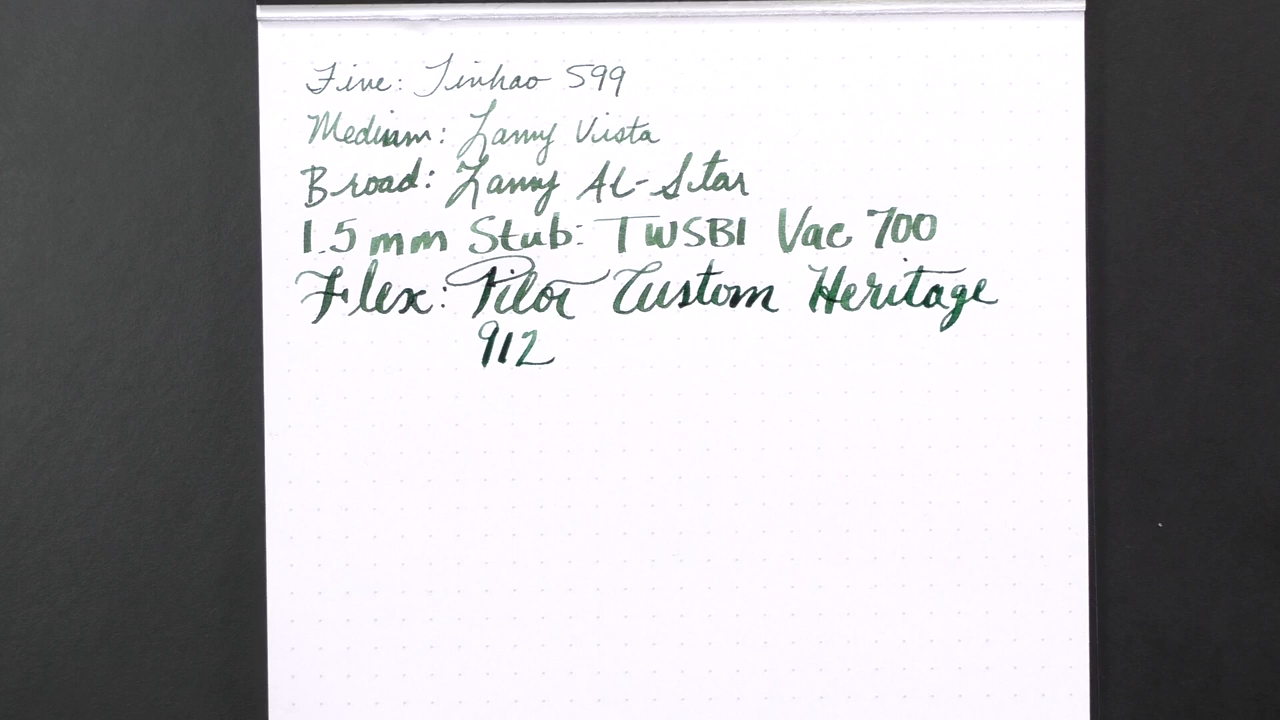 Fine: Jinhao 599
Medium: Lamy Vista
Broad: Lamy AL-Star
1.5 mm Stub: TWSBI Vac 700
Flex: Pilot Custom Heritage
912